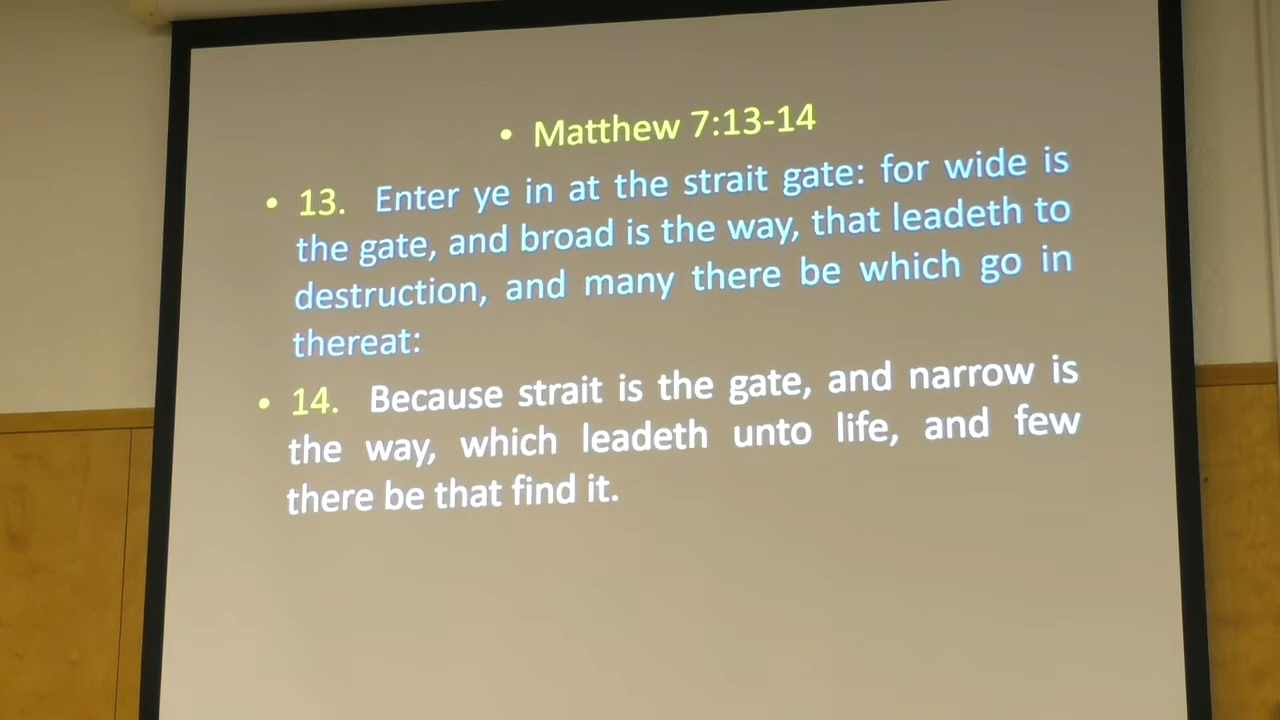 • Matthew 7:13-14
• 13. Enter ye in at the strait gate: for wide is
the gate, and broad is the way, that leadeth to
destruction, and many there be which go in
thereat:
• 14. Because strait is the gate, and narrow is
the way, which leadeth unto life, and few
there be that find it.